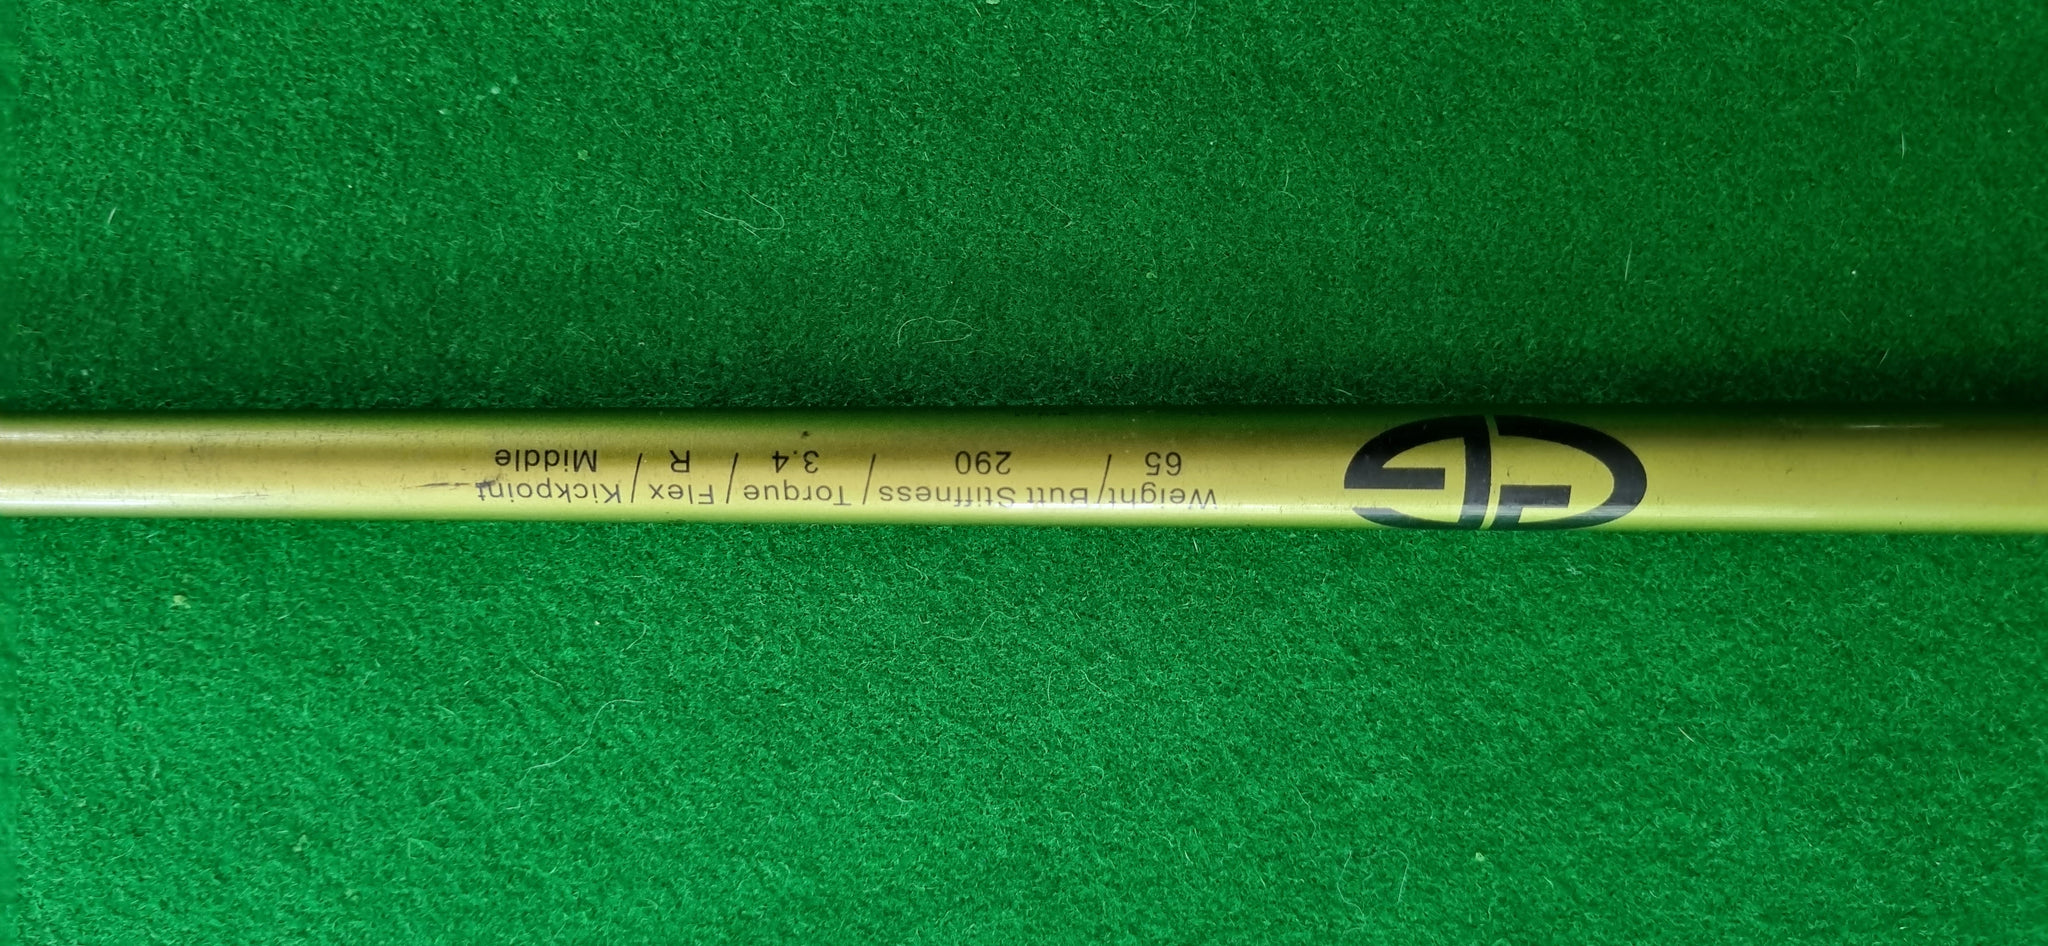 Weight/Butt Stiffness/Torque/Flex/Kickpoint
65 / 290 / 3.4 / R / Middle